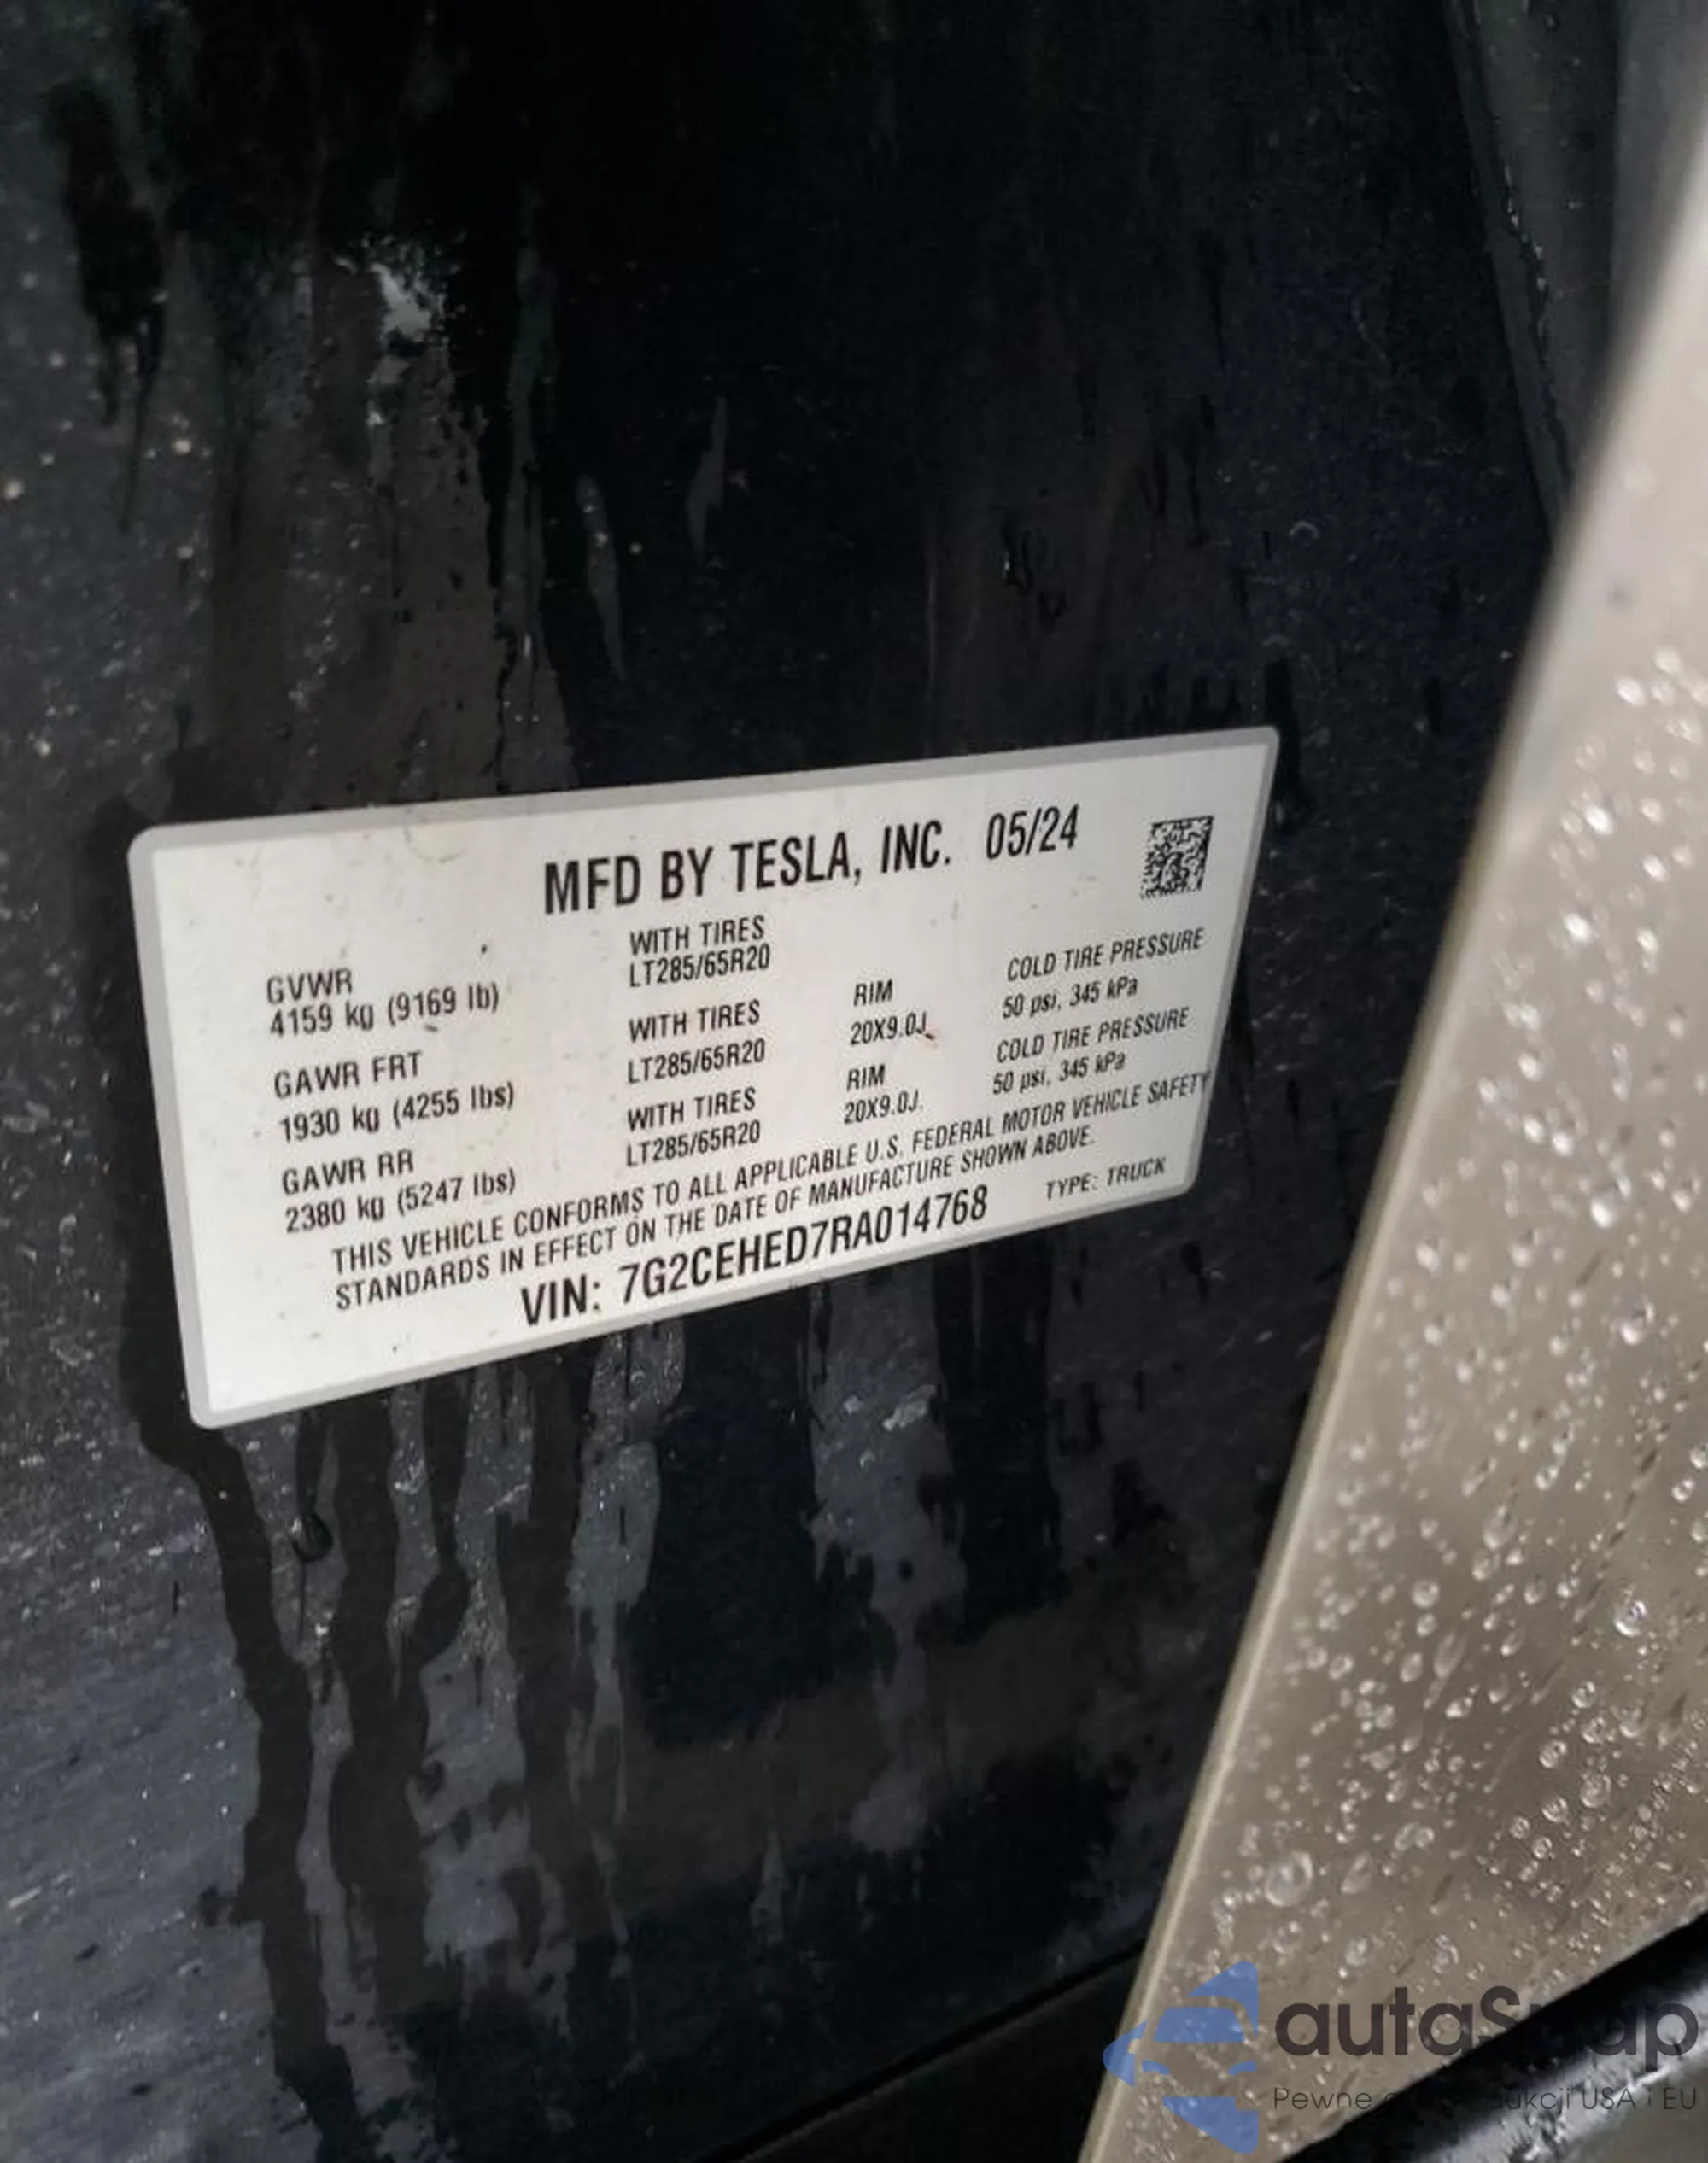 MFD BY TESLA, INC. 05/24
GVWR
4159 kg (9169 lb)
WITH TIRES
LT285/65R20
GAWR FRT
1930 kg (4255 lbs)
WITH TIRES
LT285/65R20
RIM
20X9.0J
COLD TIRE PRESSURE
50 psi, 345 kPa
GAWR RR
2380 kg (5247 lbs)
WITH TIRES
LT285/65R20
RIM
20X9.0J
COLD TIRE PRESSURE
50 psi, 345 kPa
THIS VEHICLE CONFORMS TO ALL APPLICABLE U.S. FEDERAL MOTOR VEHICLE SAFETY
STANDARDS IN EFFECT ON THE DATE OF MANUFACTURE SHOWN ABOVE.
VIN: 7G2CEHED7RA014768 TYPE: TRUCK
autaSnap
Pewne USA i EU